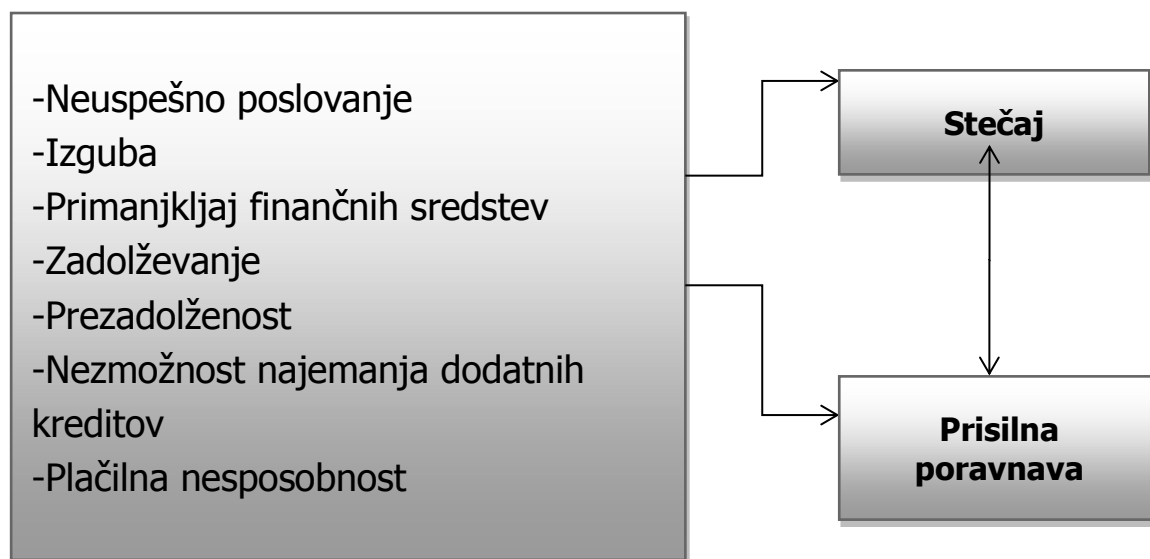 -Neuspešno poslovanje
-Izguba
-Primanjkljaj finančnih sredstev
-Zadolževanje
-Prezadolženost
-Nezmožnost najemanja dodatnih
kreditov
-Plačilna nesposobnost
Stečaj
Prisilna
poravnava